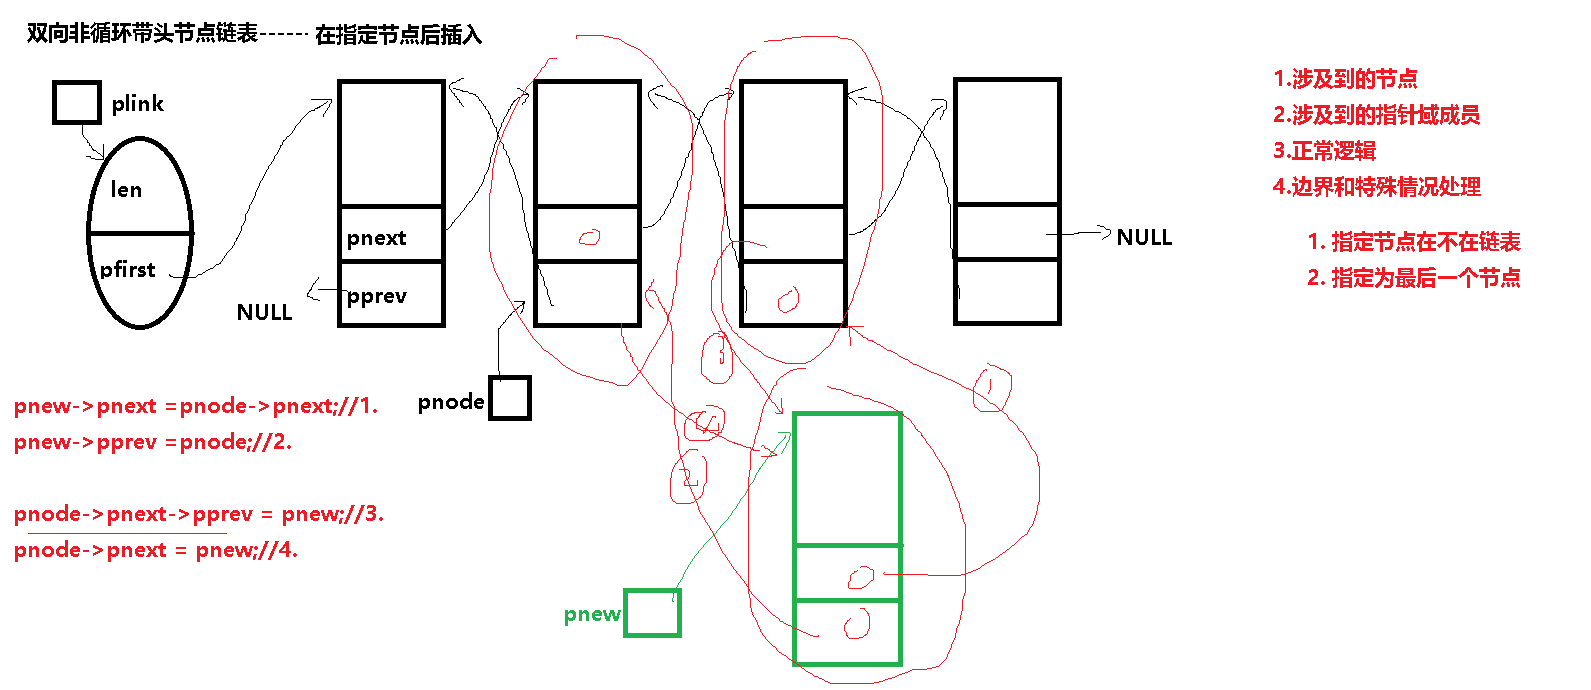 双向非循环带头节点链表------ 在指定节点后插入
plink
len
pfirst
pnext
pprev
NULL
NULL
pnode
pnew
pnew->pnext =pnode->pnext;//1.
pnew->pprev =pnode;//2.
pnode->pnext->pprev = pnew;//3.
pnode->pnext = pnew;//4.
1
2
3
4
1.涉及到的节点
2.涉及到的指针域成员
3.正常逻辑
4.边界和特殊情况处理
1. 指定节点在不在链表
2. 指定为最后一个节点